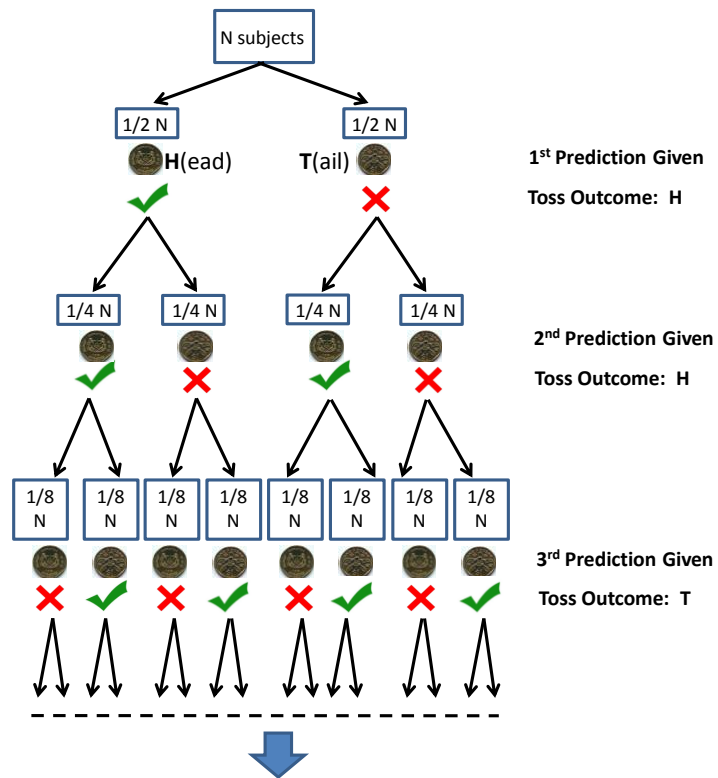 N subjects
1/2 N
1/2 N
H(ead)
T(ail)
1st Prediction Given
Toss Outcome: H
1/4 N
1/4 N
1/4 N
1/4 N
2nd Prediction Given
Toss Outcome: H
1/8
N
1/8
N
1/8
N
1/8
N
1/8
N
1/8
N
1/8
N
1/8
N
3rd Prediction Given
Toss Outcome: T